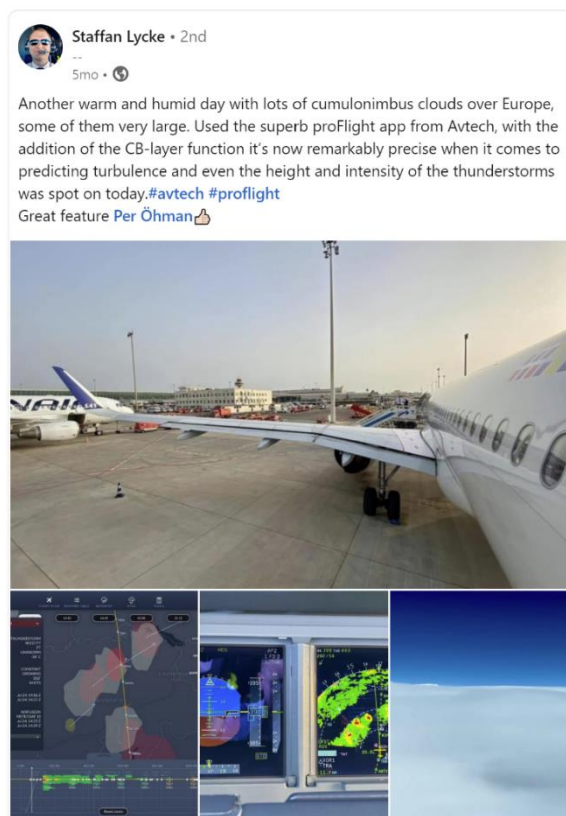 Staffan Lycke • 2nd
--
5mo •
Another warm and humid day with lots of cumulonimbus clouds over Europe,
some of them very large. Used the superb proFlight app from Avtech, with the
addition of the CB-layer function it's now remarkably precise when it comes to
predicting turbulence and even the height and intensity of the thunderstorms
was spot on today.#avtech #proflight
Great feature Per Öhman👍🏻
NAIR
STD